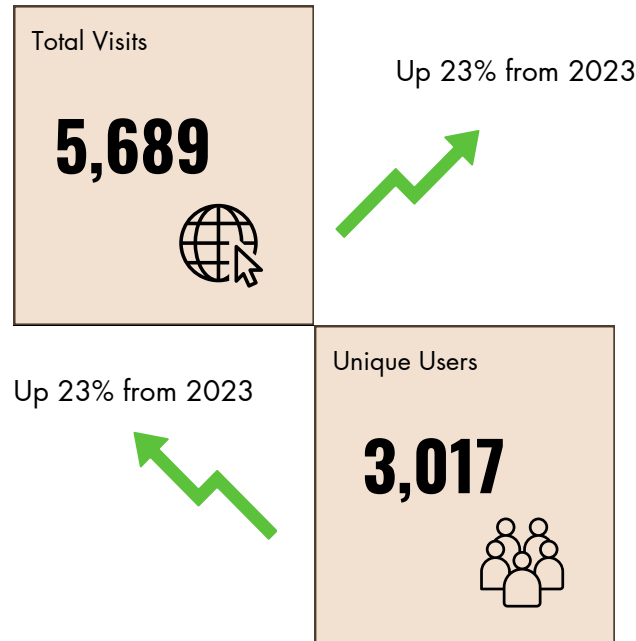 Total Visits
Up 23% from 2023
5,689
Unique Users
Up 23% from 2023
3,017